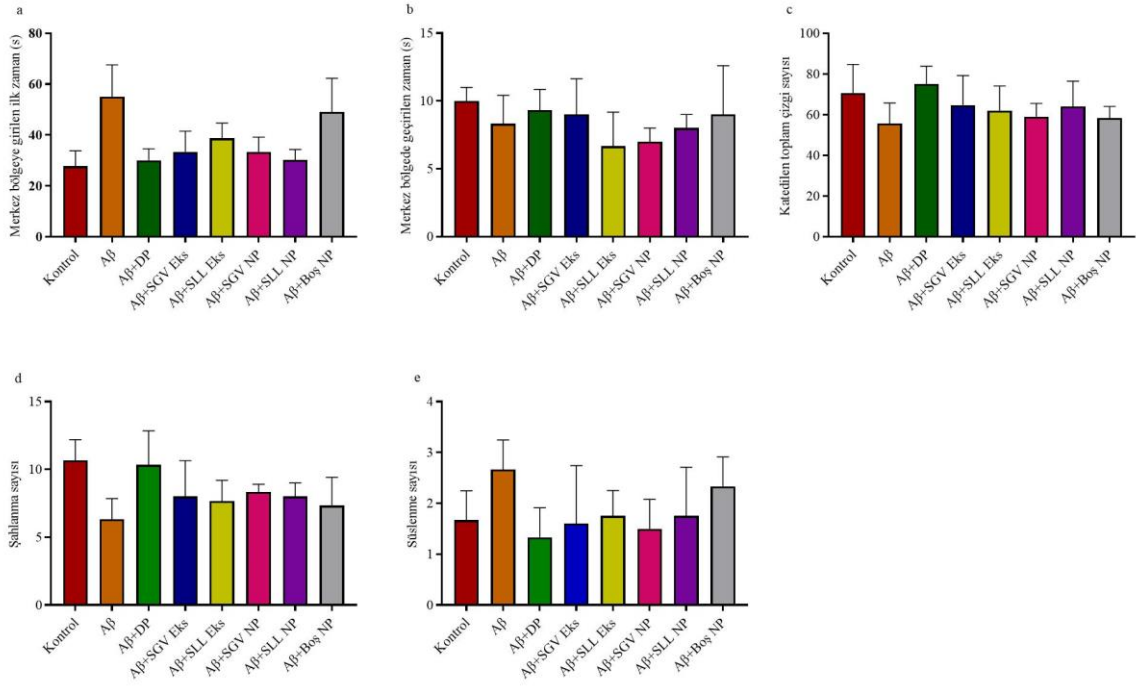 a
Merkez bölgeye girilen ilk zaman (s)
80
60
40
20
0
Kontrol
Aβ
Aβ+DP
Aβ+SGV Eks
Aβ+SLL Eks
Aβ+SGV NP
Aβ+SLL NP
Aβ+Boş NP
b
Merkez bölgede geçirilen zaman (s)
15
10
5
0
Kontrol
Aβ
Aβ+DP
Aβ+SGV Eks
Aβ+SLL Eks
Aβ+SGV NP
Aβ+SLL NP
Aβ+Boş NP
c
Katedilen toplam çizgi sayısı
100
80
60
40
20
0
Kontrol
Aβ
Aβ+DP
Aβ+SGV Eks
Aβ+SLL Eks
Aβ+SGV NP
Aβ+SLL NP
Aβ+Boş NP
d
Şahlanma sayısı
15
10
5
0
Kontrol
Aβ
Aβ+DP
Aβ+SGV Eks
Aβ+SLL Eks
Aβ+SGV NP
Aβ+SLL NP
Aβ+Boş NP
e
Süslenme sayısı
4
3
2
1
0
Kontrol
Aβ
Aβ+DP
Aβ+SGV Eks
Aβ+SLL Eks
Aβ+SGV NP
Aβ+SLL NP
Aβ+Boş NP